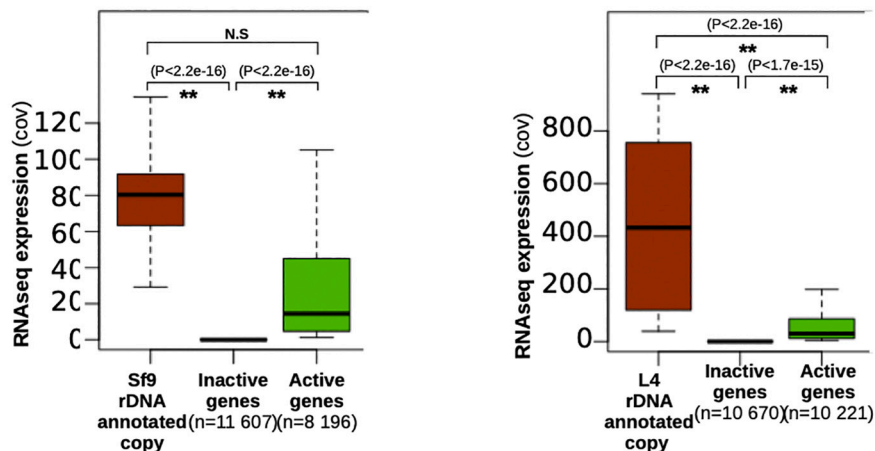 N.S
(P<2.2e-16)
(P<2.2e-16)
**
**
RNAseq expression (cov)
120
100
80
60
40
20
0
Sf9
rDNA
annotated
copy
Inactive
genes
(n=11 607)
Active
genes
(n=8 196)
(P<2.2e-16)
**
(P<2.2e-16)
(P<1.7e-15)
**
**
RNAseq expression (cov)
800
600
400
200
0
L4
rDNA
annotated
copy
Inactive
genes
(n=10 670)
Active
genes
(n=10 221)